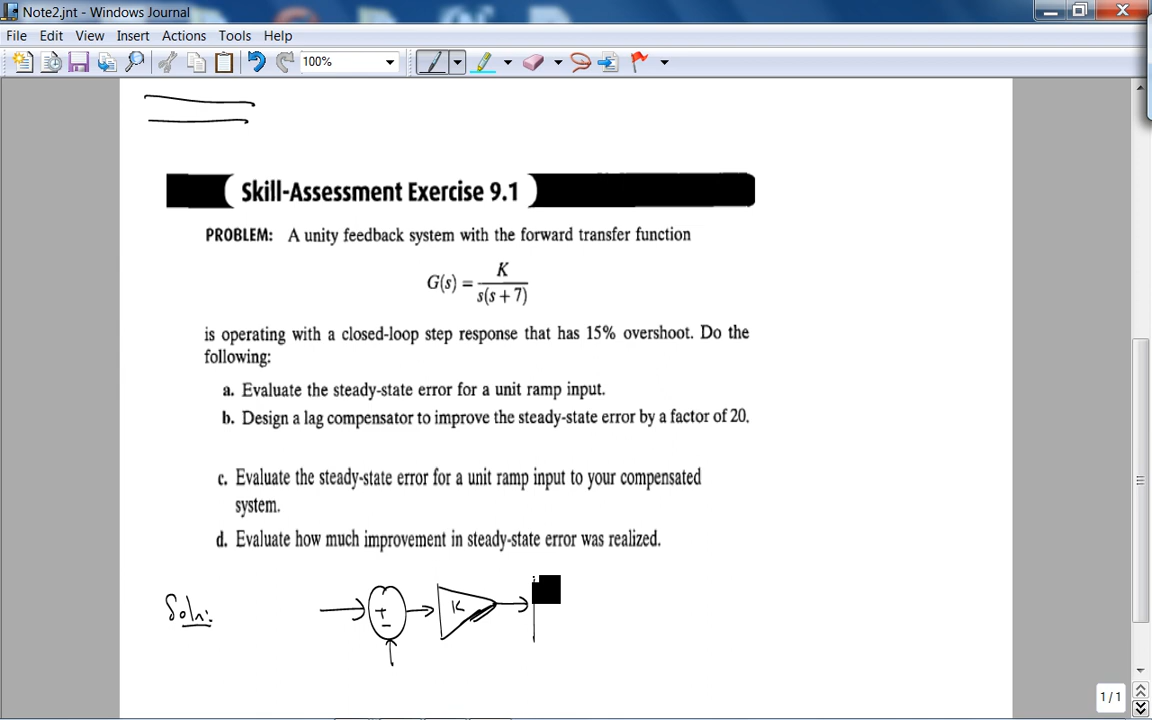 Note2.jnt - Windows Journal
File Edit View Insert Actions Tools Help
100%
Skill-Assessment Exercise 9.1
PROBLEM: A unity feedback system with the forward transfer function
G(s) = K / s(s + 7)
is operating with a closed-loop step response that has 15% overshoot. Do the
following:
a. Evaluate the steady-state error for a unit ramp input.
b. Design a lag compensator to improve the steady-state error by a factor of 20.
c. Evaluate the steady-state error for a unit ramp input to your compensated
system.
d. Evaluate how much improvement in steady-state error was realized.
Soln:
+
−
K
1 / 1